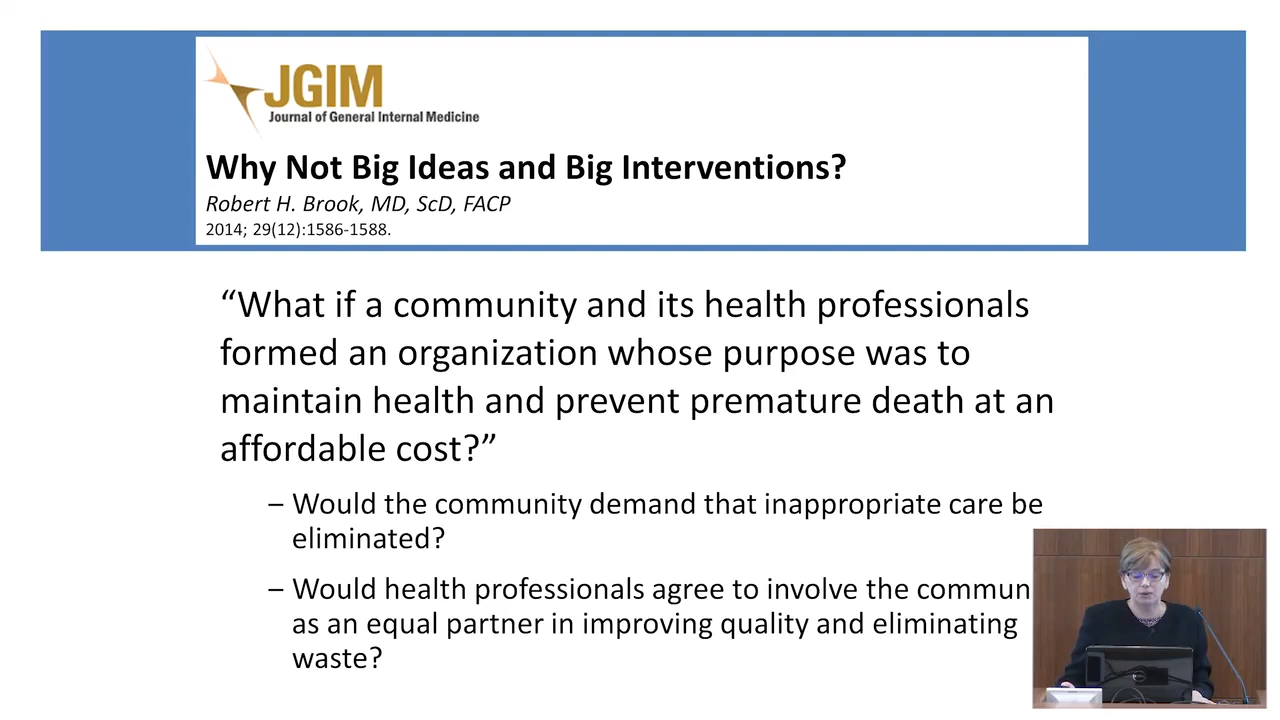 JGIM
Journal of General Internal Medicine
Why Not Big Ideas and Big Interventions?
Robert H. Brook, MD, ScD, FACP
2014; 29(12):1586-1588.
“What if a community and its health professionals
formed an organization whose purpose was to
maintain health and prevent premature death at an
affordable cost?”
– Would the community demand that inappropriate care be
eliminated?
– Would health professionals agree to involve the
as an equal partner in improving quality and eliminating
waste?